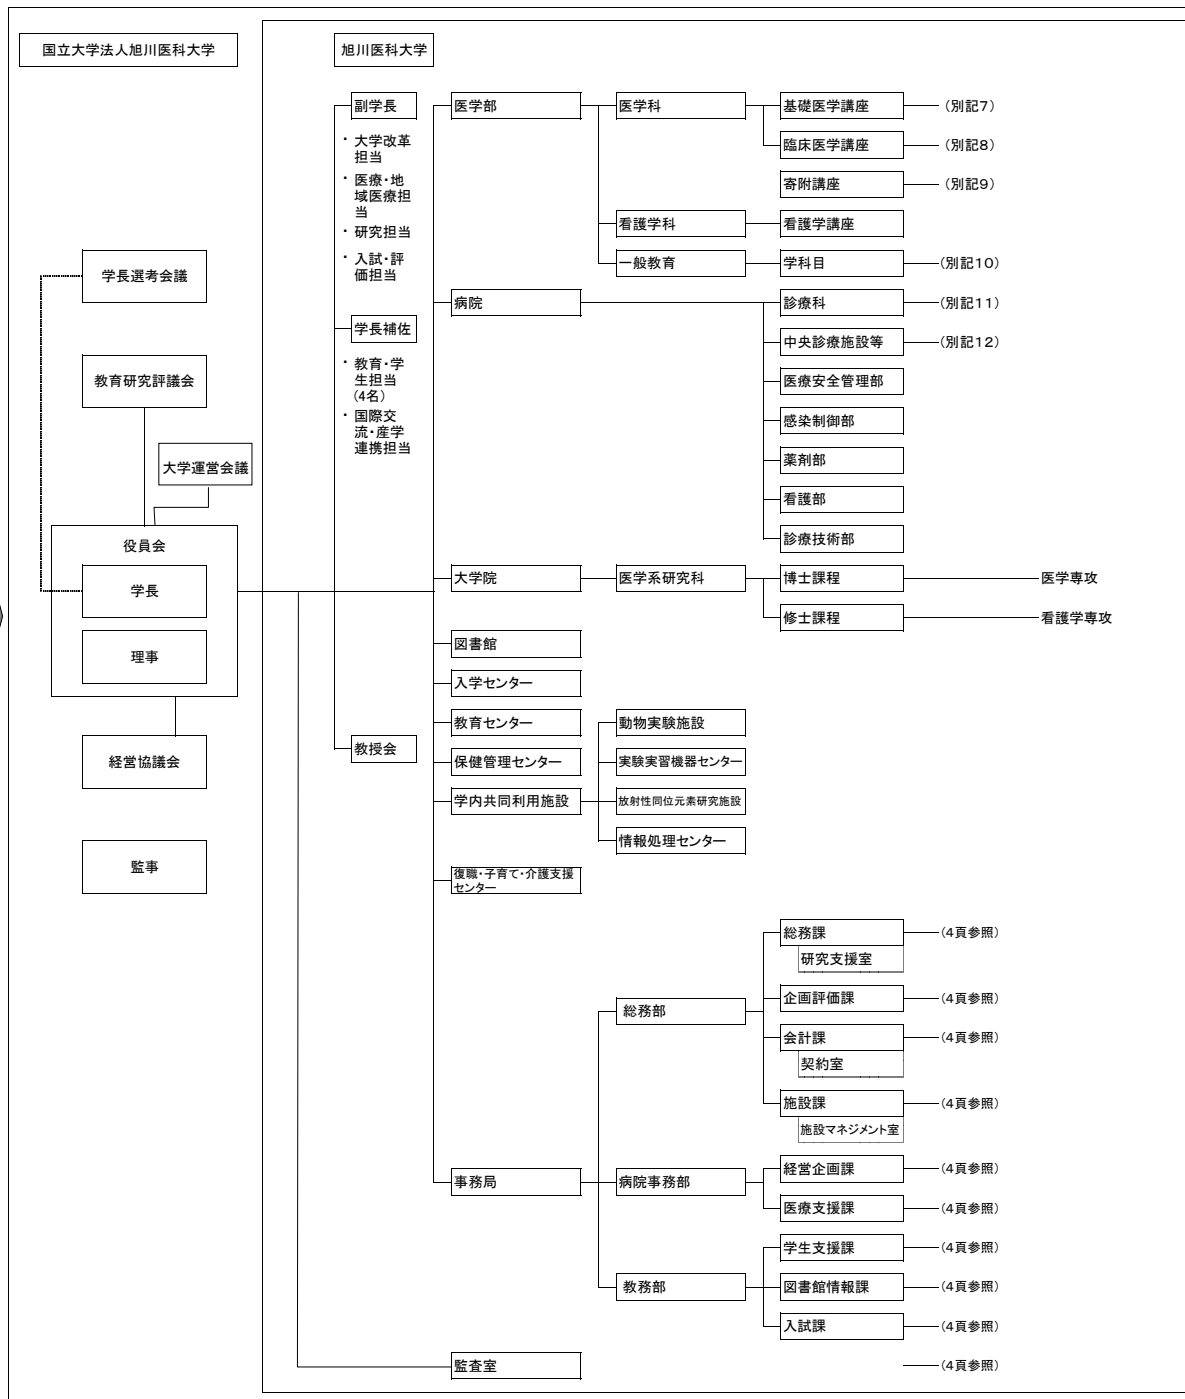 国立大学法人旭川医科大学
学長選考会議
教育研究評議会
大学運営会議
役員会
学長
理事
経営協議会
監事
旭川医科大学
副学長
・ 大学改革
担当
・ 医療・地
域医療担
当
・ 研究担当
・ 入試・評
価担当
学長補佐
・ 教育・学
生担当
(4名)
・ 国際交
流・産学
連携担当
教授会
医学部
医学科
基礎医学講座
(別記7)
臨床医学講座
(別記8)
寄附講座
(別記9)
看護学科
看護学講座
一般教育
学科目
(別記10)
病院
診療科
(別記11)
中央診療施設等
(別記12)
医療安全管理部
感染制御部
薬剤部
看護部
診療技術部
大学院
医学系研究科
博士課程
医学専攻
修士課程
看護学専攻
図書館
入学センター
教育センター
保健管理センター
学内共同利用施設
動物実験施設
実験実習機器センター
放射性同位元素研究施設
情報処理センター
復職・子育て・介護支援
センター
事務局
総務部
総務課
(4頁参照)
研究支援室
企画評価課
(4頁参照)
会計課
(4頁参照)
契約室
施設課
(4頁参照)
施設マネジメント室
病院事務部
経営企画課
(4頁参照)
医療支援課
(4頁参照)
教務部
学生支援課
(4頁参照)
図書館情報課
(4頁参照)
入試課
(4頁参照)
監査室
(4頁参照)